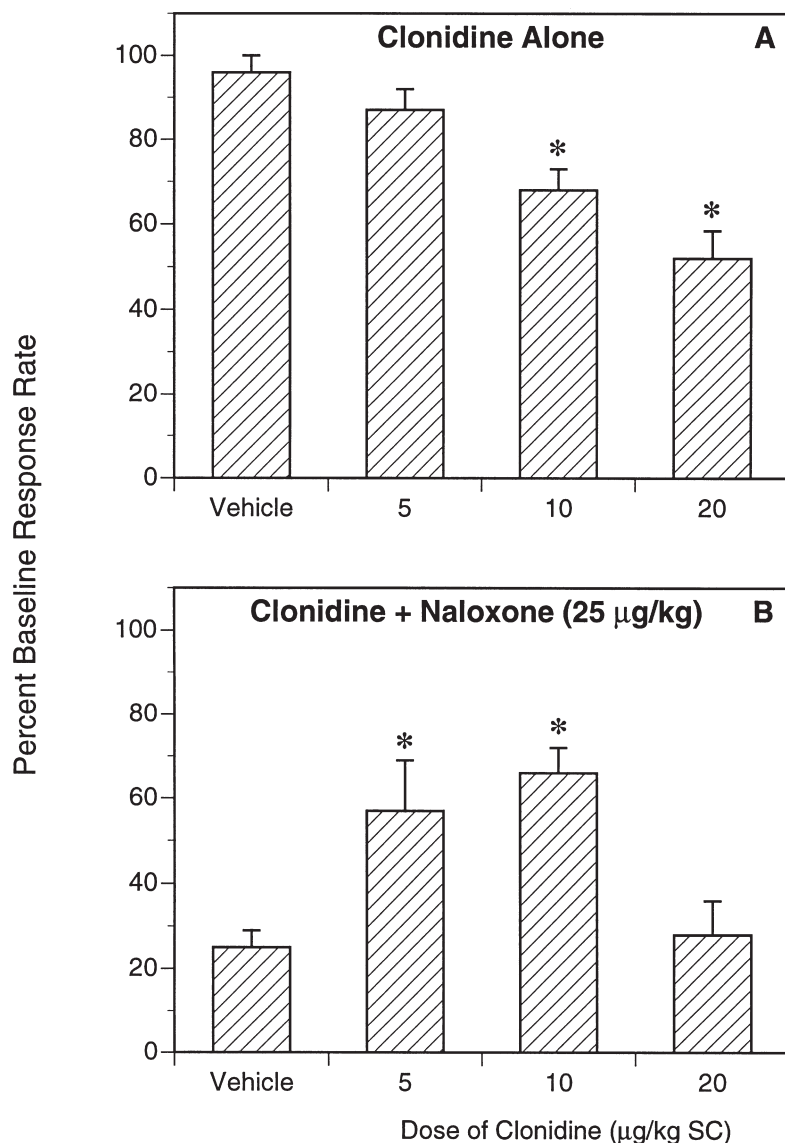 Percent Baseline Response Rate
Clonidine Alone
A
100
80
60
40
20
0
*
*
Vehicle 5 10 20
Clonidine + Naloxone (25 μg/kg)
B
100
80
60
40
20
0
*
*
Vehicle 5 10 20
Dose of Clonidine (μg/kg SC)